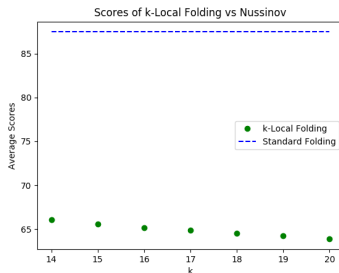 Scores of k-Local Folding vs Nussinov
Average Scores
85
80
75
70
65
k-Local Folding
Standard Folding
14 15 16 17 18 19 20
k